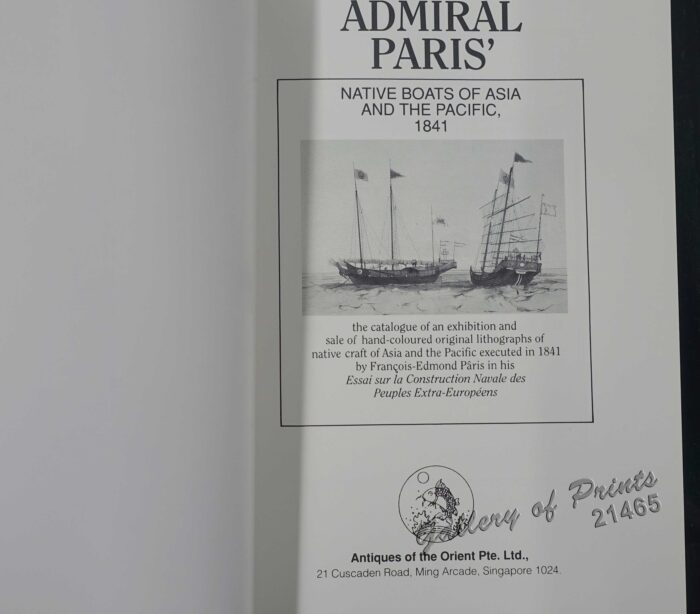 ADMIRAL
PARIS'
NATIVE BOATS OF ASIA
AND THE PACIFIC,
1841
the catalogue of an exhibition and
sale of hand-coloured original lithographs of
native craft of Asia and the Pacific executed in 1841
by François-Edmond Pâris in his
Essai sur la Construction Navale des
Peuples Extra-Européens
Gallery of Prints
21465
Antiques of the Orient Pte. Ltd.,
21 Cuscaden Road, Ming Arcade, Singapore 1024.